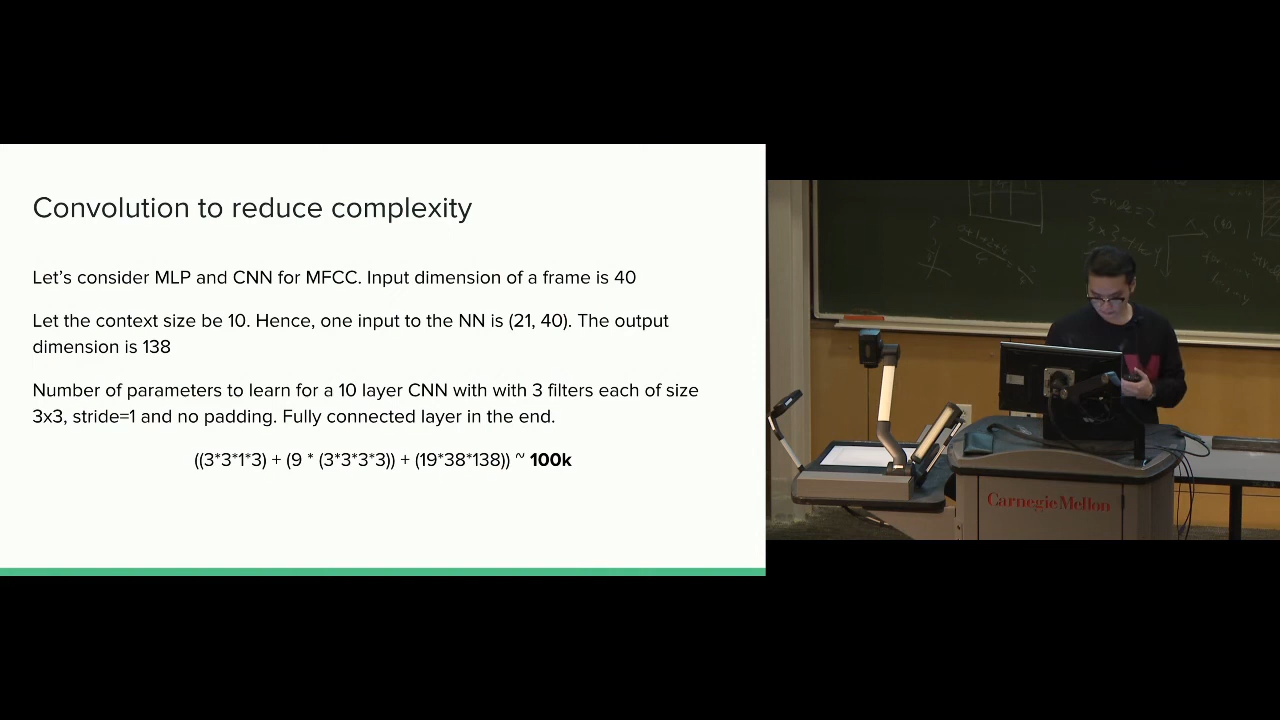 Convolution to reduce complexity
Let's consider MLP and CNN for MFCC. Input dimension of a frame is 40
Let the context size be 10. Hence, one input to the NN is (21, 40). The output
dimension is 138
Number of parameters to learn for a 10 layer CNN with with 3 filters each of size
3x3, stride=1 and no padding. Fully connected layer in the end.
((3*3*1*3) + (9 * (3*3*3*3)) + (19*38*138)) ~ 100k
Carnegie Mellon